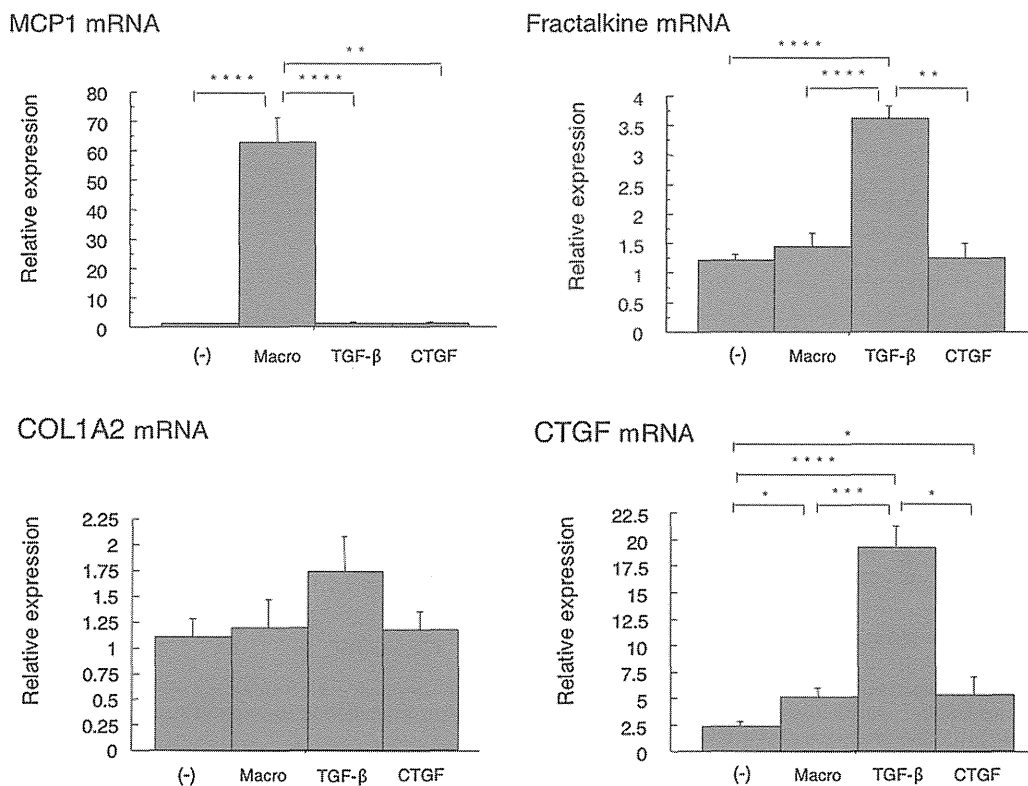 MCP1 mRNA
* *
* * * *
* * * *
80
70
60
50
40
30
20
10
0
Relative expression
(-)
Macro
TGF-β
CTGF
Fractalkine mRNA
* * * *
* * * *
* *
4
3.5
3
2.5
2
1.5
1
0.5
0
Relative expression
(-)
Macro
TGF-β
CTGF
COL1A2 mRNA
2.25
2
1.75
1.5
1.25
1
0.75
0.5
0.25
0
Relative expression
(-)
Macro
TGF-β
CTGF
CTGF mRNA
*
* * * *
*
* * *
*
22.5
20
17.5
15
12.5
10
7.5
5
2.5
0
Relative expression
(-)
Macro
TGF-β
CTGF